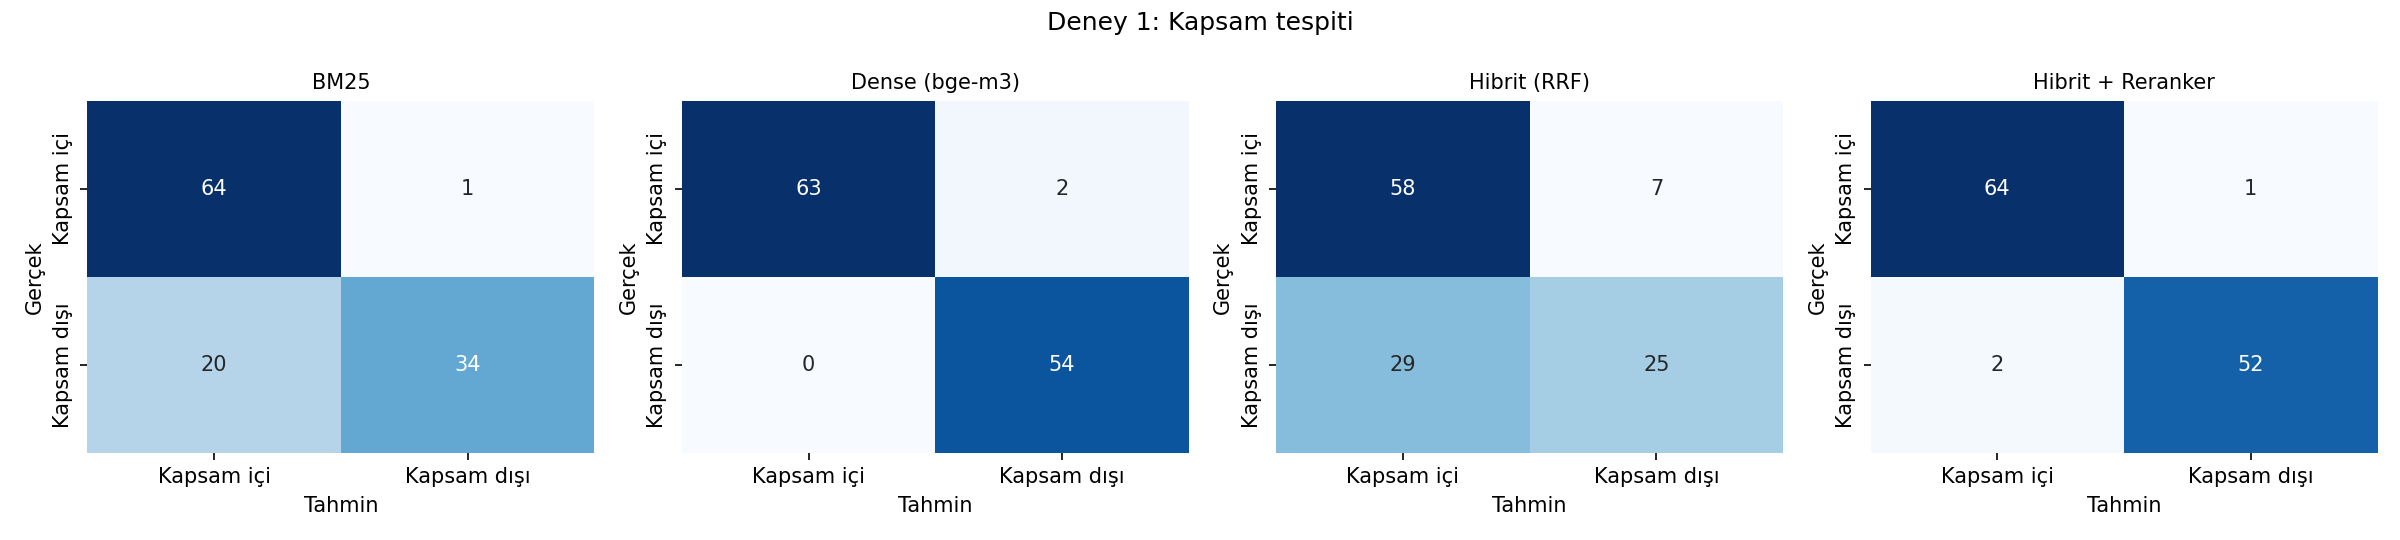 Deney 1: Kapsam tespiti
BM25
Gerçek
Kapsam içi
Kapsam dışı
64
1
20
34
Kapsam içi
Kapsam dışı
Tahmin
Dense (bge-m3)
Gerçek
Kapsam içi
Kapsam dışı
63
2
0
54
Kapsam içi
Kapsam dışı
Tahmin
Hibrit (RRF)
Gerçek
Kapsam içi
Kapsam dışı
58
7
29
25
Kapsam içi
Kapsam dışı
Tahmin
Hibrit + Reranker
Gerçek
Kapsam içi
Kapsam dışı
64
1
2
52
Kapsam içi
Kapsam dışı
Tahmin